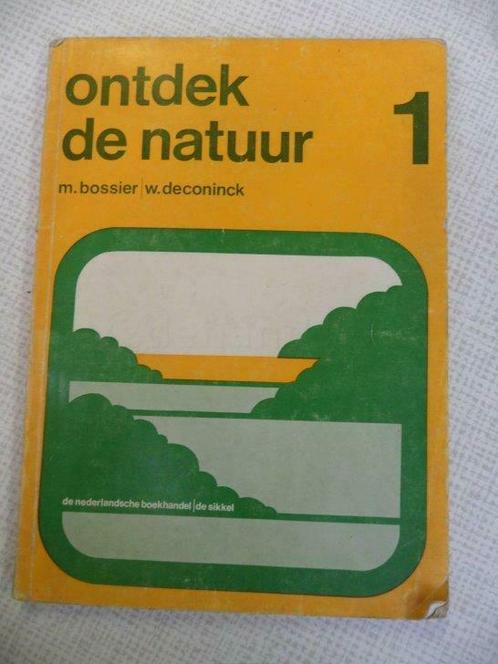 ontdek
de natuur 1
m.bossier|w.deconinck
de nederlandsche boekhandel|de sikkel